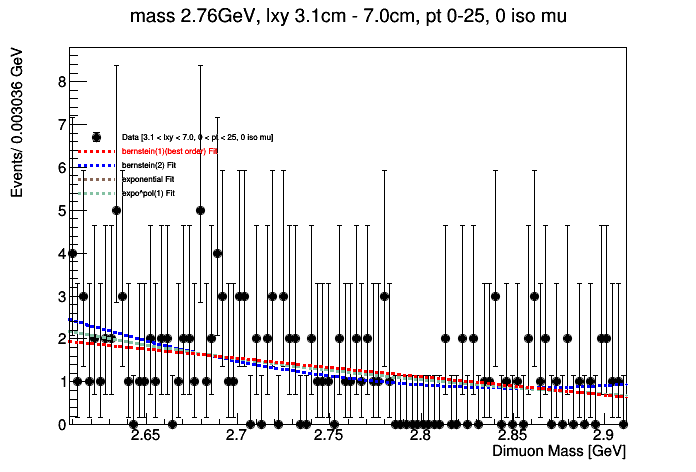 mass 2.76GeV, lxy 3.1cm - 7.0cm, pt 0-25, 0 iso mu
Events/ 0.003036 GeV
8
7
6
5
4
3
2
1
0
Data [3.1 < lxy < 7.0, 0 < pt < 25, 0 iso mu]
bernstein(1)(best order) Fit
bernstein(2) Fit
exponential Fit
expo*pol(1) Fit
2.65
2.7
2.75
2.8
2.85
2.9
Dimuon Mass [GeV]